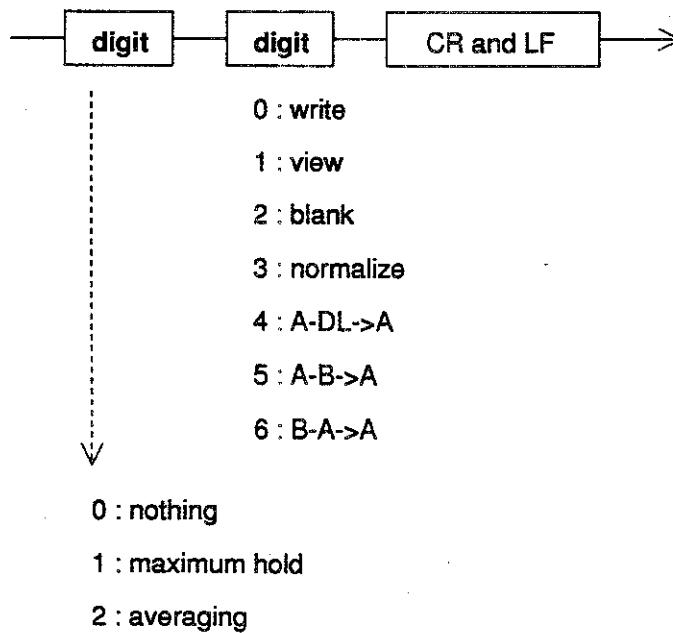 digit digit CR and LF
0 : write
1 : view
2 : blank
3 : normalize
4 : A-DL->A
5 : A-B->A
6 : B-A->A
0 : nothing
1 : maximum hold
2 : averaging